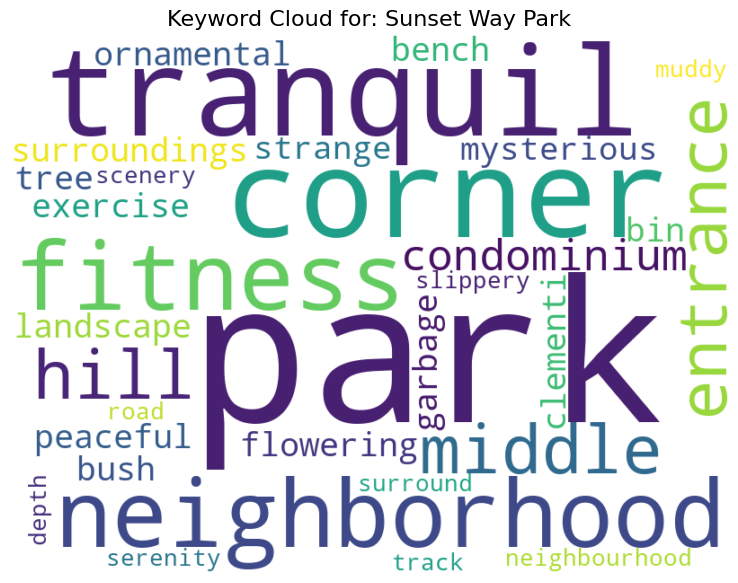 Keyword Cloud for: Sunset Way Park
ornamental
bench
tranquil
muddy
surroundings
strange
mysterious
tree
scenery
corner
entrance
exercise
bin
fitness
condominium
slippery
landscape
park
garbage
clementi
hill
road
peaceful
flowering
middle
bush
depth
surround
neighborhood
serenity
track
neighbourhood